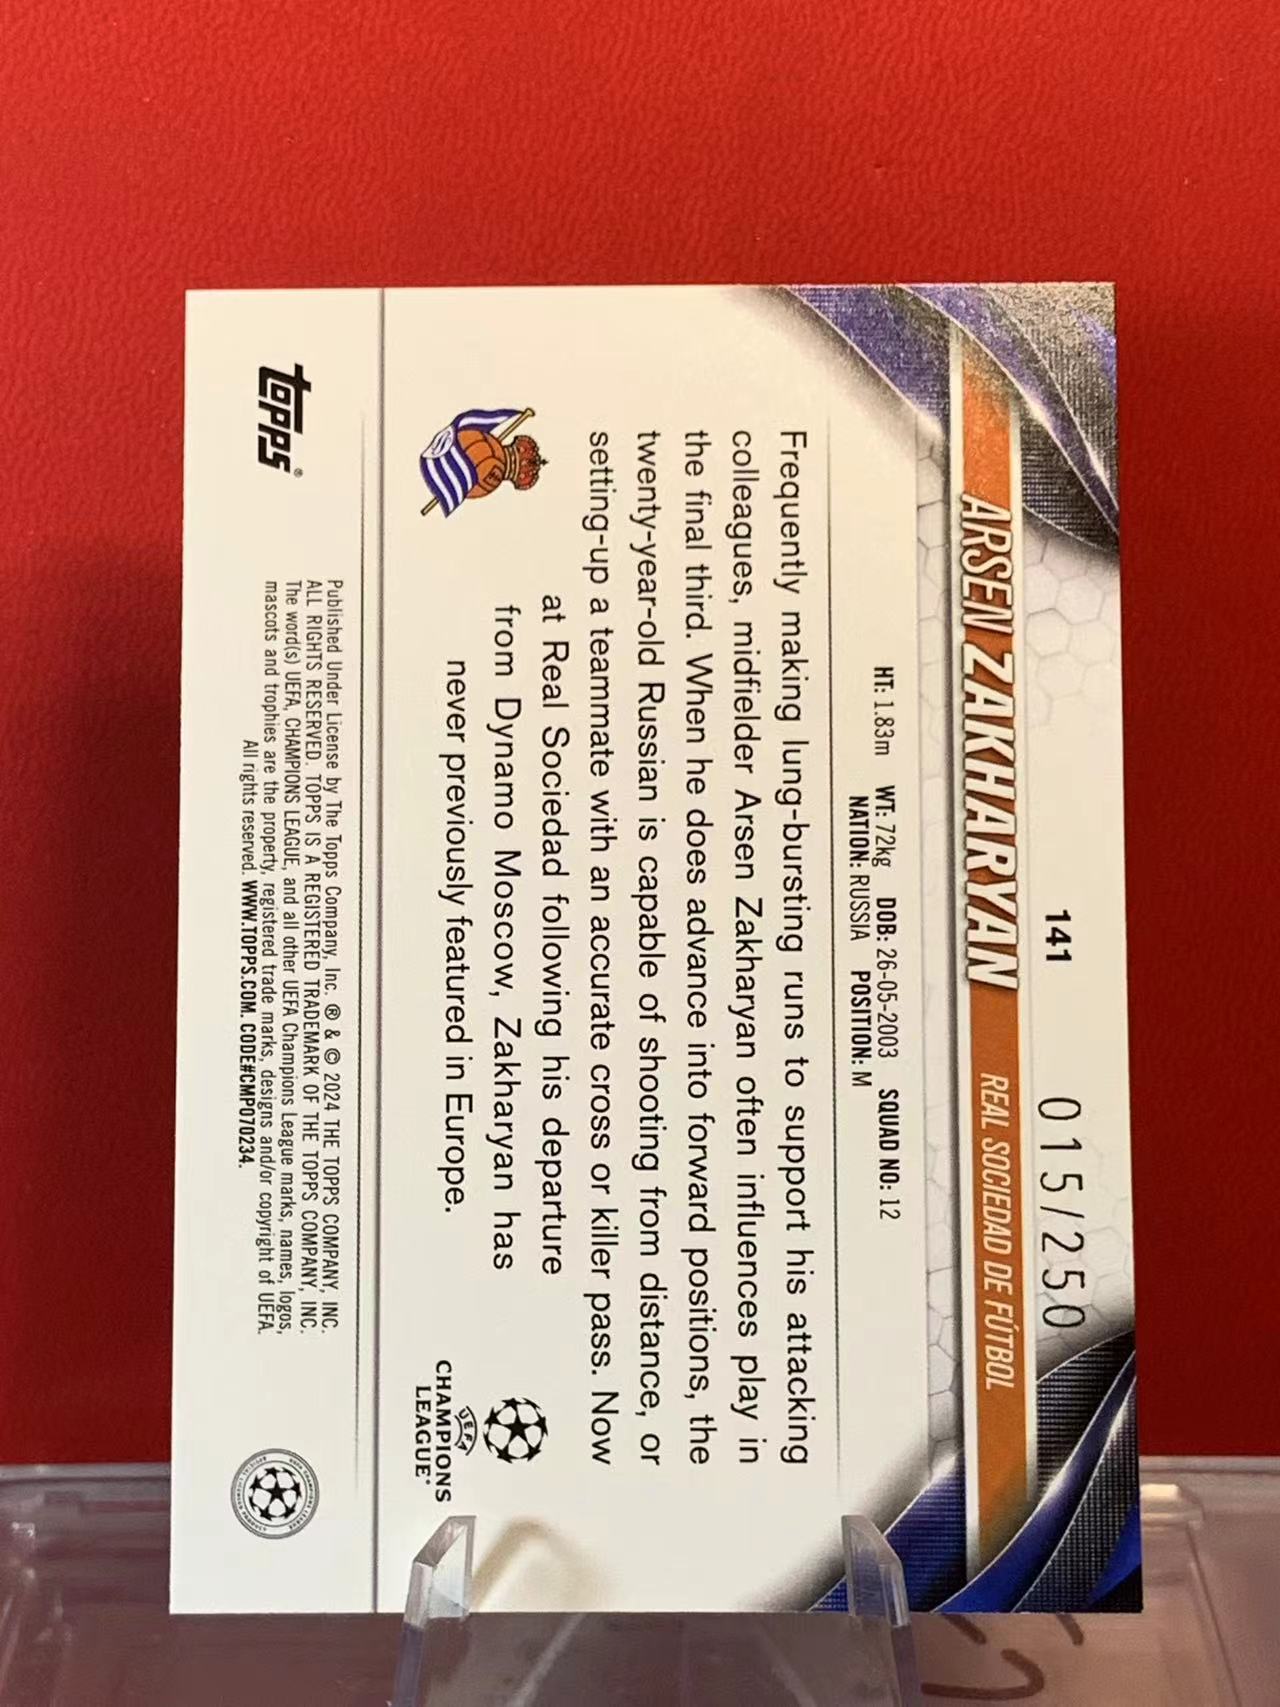 141
015/250
ARSEN ZAKHARYAN
REAL SOCIEDAD DE FÚTBOL
HT: 1.83m WT: 72kg DOB: 26-05-2003 SQUAD NO: 12
NATION: RUSSIA POSITION: M
Frequently making lung-bursting runs to support his attacking
colleagues, midfielder Arsen Zakharyan often influences play in
the final third. When he does advance into forward positions, the
twenty-year-old Russian is capable of shooting from distance, or
setting-up a teammate with an accurate cross or killer pass. Now
at Real Sociedad following his departure
from Dynamo Moscow, Zakharyan has
never previously featured in Europe.
UEFA
CHAMPIONS
LEAGUE®
topps®
Published Under License by The Topps Company, Inc. ® & © 2024 THE TOPPS COMPANY, INC.
ALL RIGHTS RESERVED. TOPPS IS A REGISTERED TRADEMARK OF THE TOPPS COMPANY, INC.
The word(s) UEFA, CHAMPIONS LEAGUE, and all other UEFA Champions League marks, names, logos,
mascots and trophies are the property, registered trade marks, designs and/or copyright of UEFA.
All rights reserved. WWW.TOPPS.COM. CODE#CMP070234.